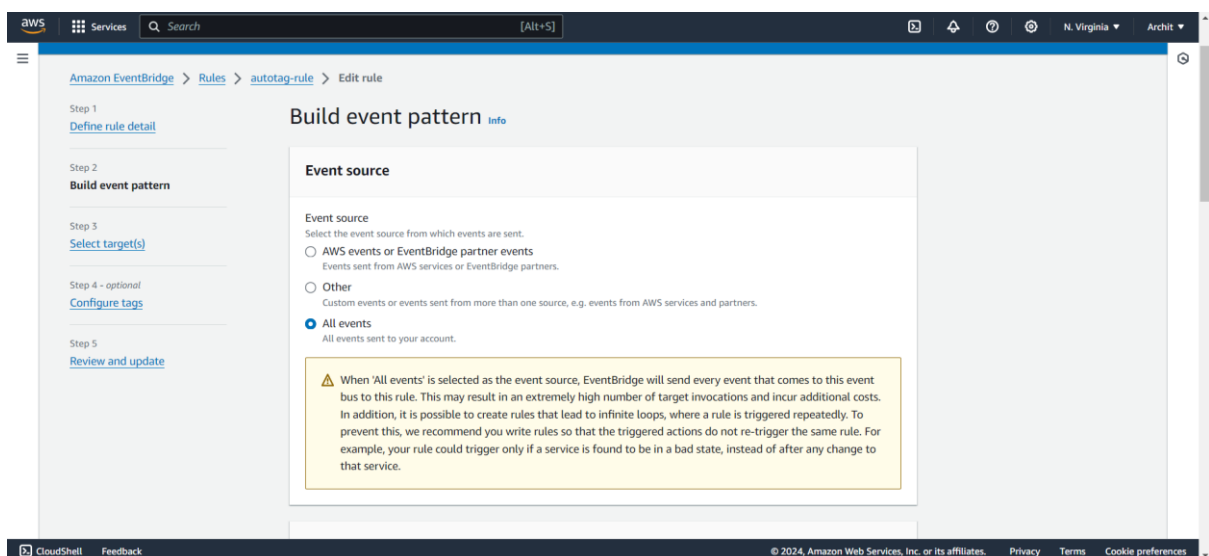 aws Services Search [Alt+S] N. Virginia Archit
Amazon EventBridge > Rules > autotag-rule > Edit rule
Step 1
Define rule detail
Step 2
Build event pattern
Step 3
Select target(s)
Step 4 - optional
Configure tags
Step 5
Review and update
Build event pattern Info
Event source
Event source
Select the event source from which events are sent.
AWS events or EventBridge partner events
Events sent from AWS services or EventBridge partners.
Other
Custom events or events sent from more than one source, e.g. events from AWS services and partners.
All events
All events sent to your account.
When 'All events' is selected as the event source, EventBridge will send every event that comes to this event
bus to this rule. This may result in an extremely high number of target invocations and incur additional costs.
In addition, it is possible to create rules that lead to infinite loops, where a rule is triggered repeatedly. To
prevent this, we recommend you write rules so that the triggered actions do not re-trigger the same rule. For
example, your rule could trigger only if a service is found to be in a bad state, instead of after any change to
that service.
CloudShell Feedback © 2024, Amazon Web Services, Inc. or its affiliates. Privacy Terms Cookie preferences